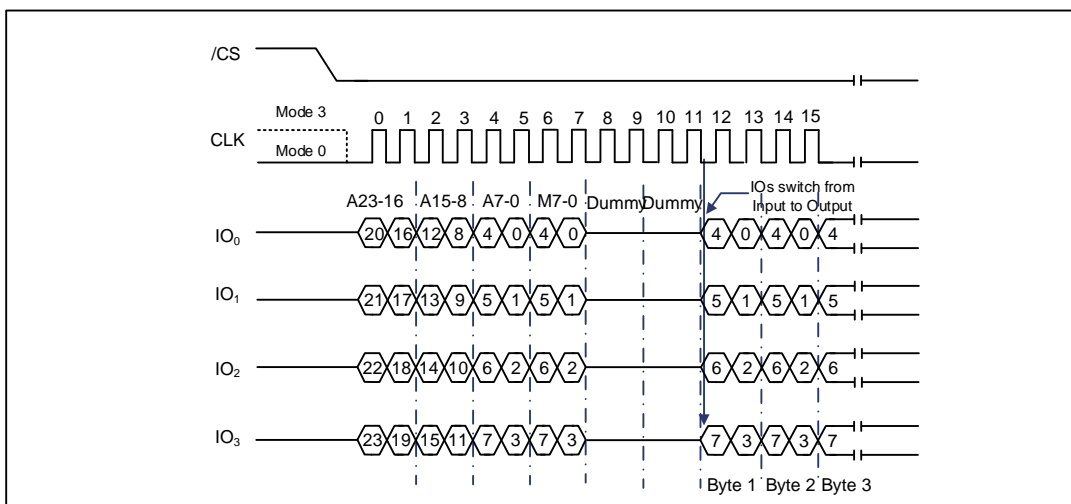 /CS
Mode 3
0 1 2 3 4 5 6 7 8 9 10 11 12 13 14 15
CLK
Mode 0
IOs switch from
Input to Output
A23-16 A15-8 A7-0 M7-0 Dummy Dummy
IO0 20 16 12 8 4 0 4 0 4 0 4 0 4
IO1 21 17 13 9 5 1 5 1 5 1 5 1 5
IO2 22 18 14 10 6 2 6 2 6 2 6 2 6
IO3 23 19 15 11 7 3 7 3 7 3 7 3 7
Byte 1 Byte 2 Byte 3